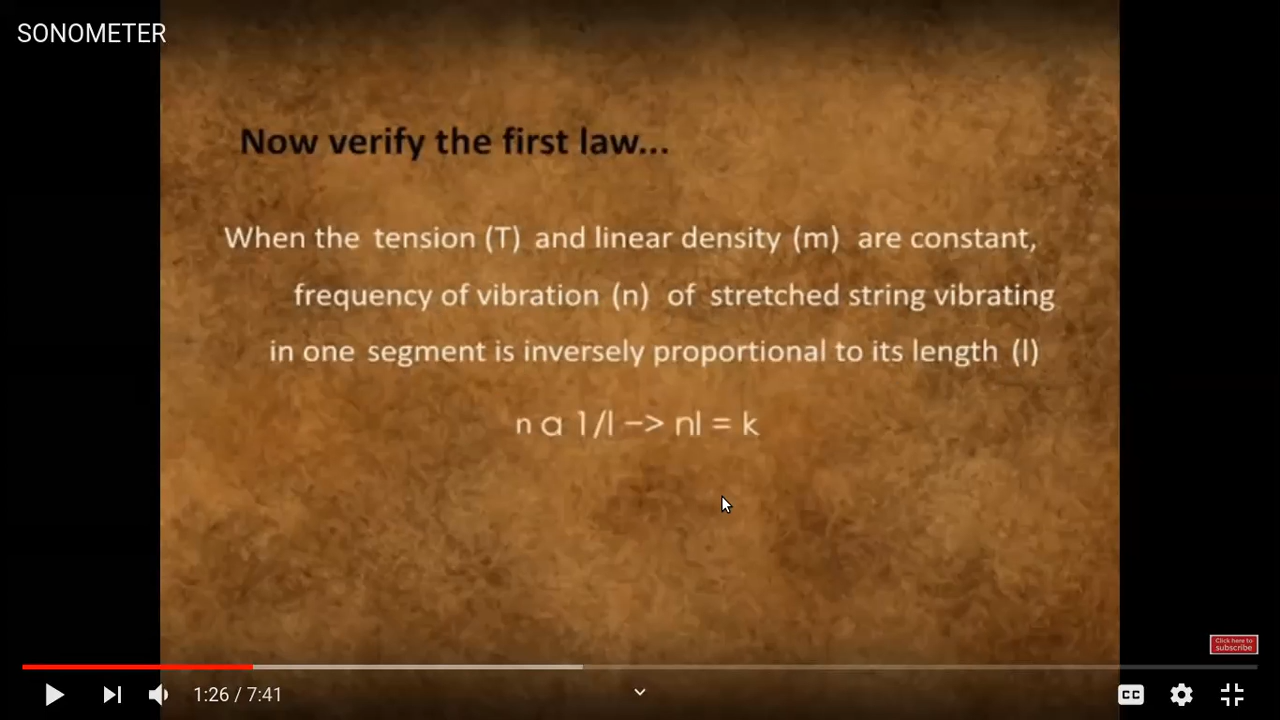 SONOMETER
Now verify the first law...
When the tension (T) and linear density (m) are constant,
frequency of vibration (n) of stretched string vibrating
in one segment is inversely proportional to its length (l)
n a 1/l –> nl = k
Click here to
subscribe
1:26 / 7:41
CC